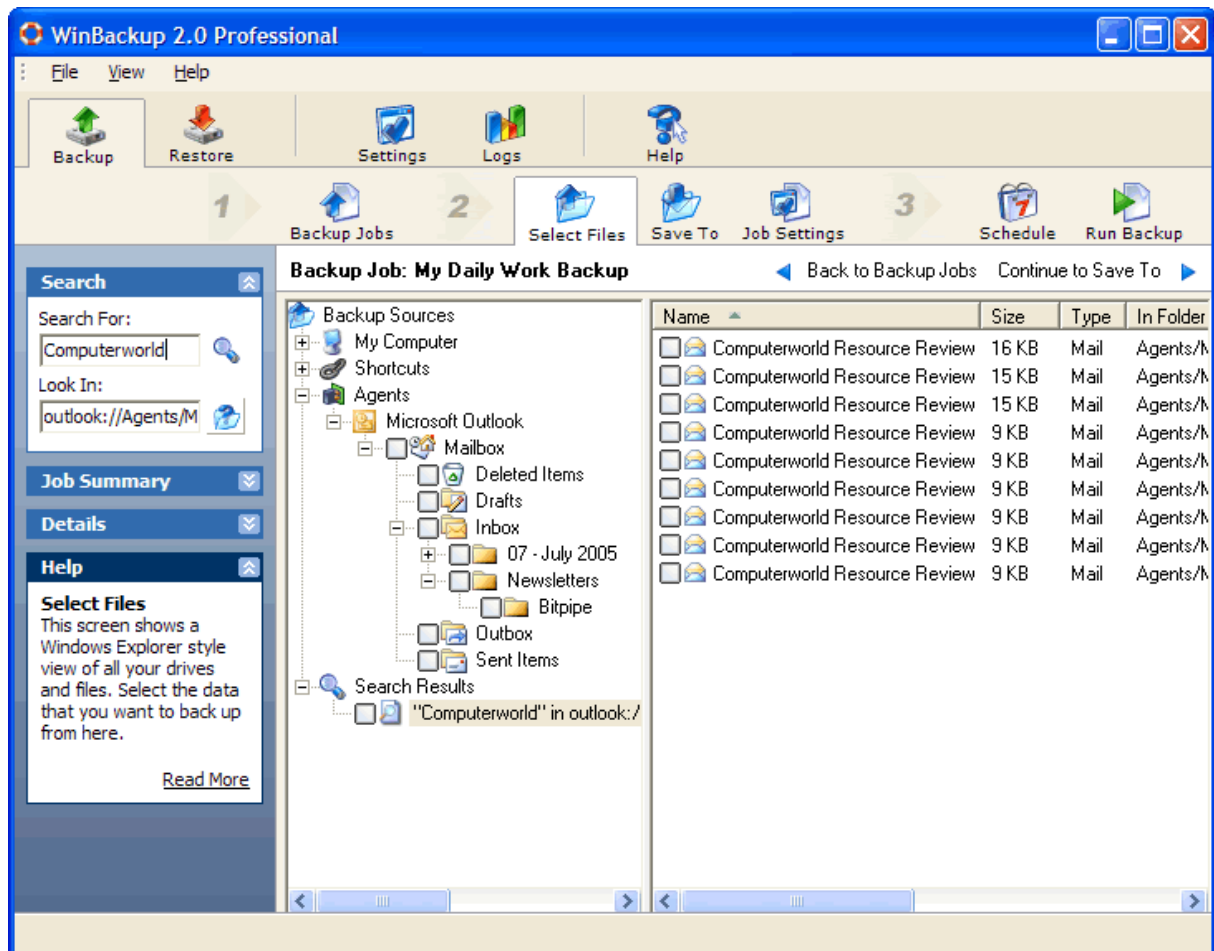 WinBackup 2.0 Professional
File View Help
Backup Restore Settings Logs Help
1 Backup Jobs 2 Select Files Save To Job Settings 3 Schedule Run Backup
Backup Job: My Daily Work Backup Back to Backup Jobs Continue to Save To
Search
Search For:
Computerworld
Look In:
outlook://Agents/M
Job Summary
Details
Help
Select Files
This screen shows a
Windows Explorer style
view of all your drives
and files. Select the data
that you want to back up
from here.
Read More
Backup Sources
My Computer
Shortcuts
Agents
Microsoft Outlook
Mailbox
Deleted Items
Drafts
Inbox
07 - July 2005
Newsletters
Bitpipe
Outbox
Sent Items
Search Results
"Computerworld" in outlook:/
Name Size Type In Folder
Computerworld Resource Review 16 KB Mail Agents/M
Computerworld Resource Review 15 KB Mail Agents/M
Computerworld Resource Review 15 KB Mail Agents/M
Computerworld Resource Review 9 KB Mail Agents/M
Computerworld Resource Review 9 KB Mail Agents/M
Computerworld Resource Review 9 KB Mail Agents/M
Computerworld Resource Review 9 KB Mail Agents/M
Computerworld Resource Review 9 KB Mail Agents/M
Computerworld Resource Review 9 KB Mail Agents/M